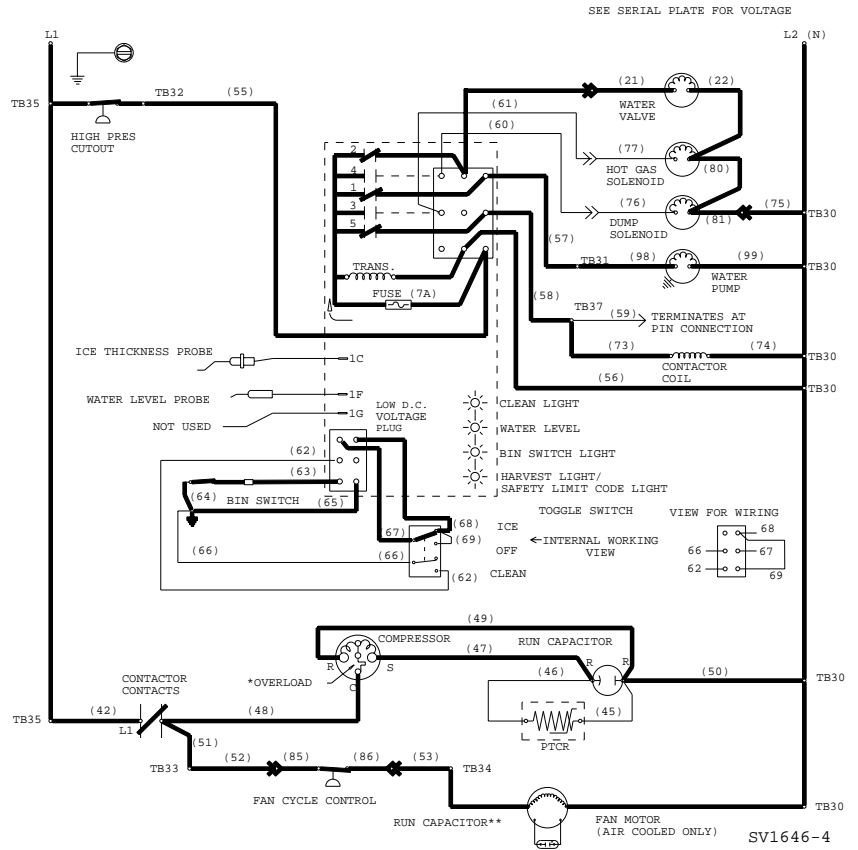 SEE SERIAL PLATE FOR VOLTAGE
L1
L2 (N)
TB35
TB32
(55)
HIGH PRES
CUTOUT
(21)
(22)
WATER
VALVE
(61)
(60)
(77)
HOT GAS
SOLENOID
(80)
(76)
DUMP
SOLENOID
(81)
(75)
TB30
2
4
1
3
5
(57)
TB31
(98)
(99)
TB30
WATER
PUMP
TRANS.
FUSE (7A)
(58)
TB37
(59)
TERMINATES AT
PIN CONNECTION
(73)
(74)
TB30
CONTACTOR
COIL
(56)
TB30
ICE THICKNESS PROBE
1C
WATER LEVEL PROBE
1F
NOT USED
1G
LOW D.C.
VOLTAGE
PLUG
CLEAN LIGHT
WATER LEVEL
BIN SWITCH LIGHT
HARVEST LIGHT/
SAFETY LIMIT CODE LIGHT
(62)
(63)
(64)
BIN SWITCH
(65)
(66)
(67)
(68)
(69)
(66)
(62)
TOGGLE SWITCH
ICE
OFF
CLEAN
INTERNAL WORKING
VIEW
VIEW FOR WIRING
68
66
67
62
69
(49)
COMPRESSOR
(47)
RUN CAPACITOR
R
S
C
*OVERLOAD
R
R
(46)
(50)
TB30
(45)
PTCR
CONTACTOR
CONTACTS
TB35
(42)
L1
(48)
(51)
TB33
(52)
(85)
(86)
(53)
TB34
FAN CYCLE CONTROL
RUN CAPACITOR**
FAN MOTOR
(AIR COOLED ONLY)
TB30
SV1646-4